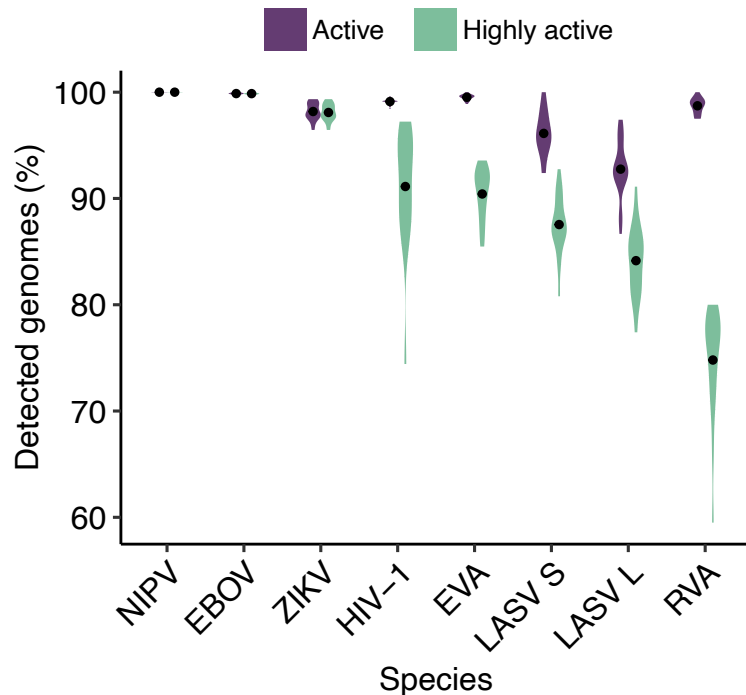 Active Highly active
Detected genomes (%)
100
90
80
70
60
NIPV EBOV ZIKV HIV−1 EVA LASV S LASV L RVA
Species